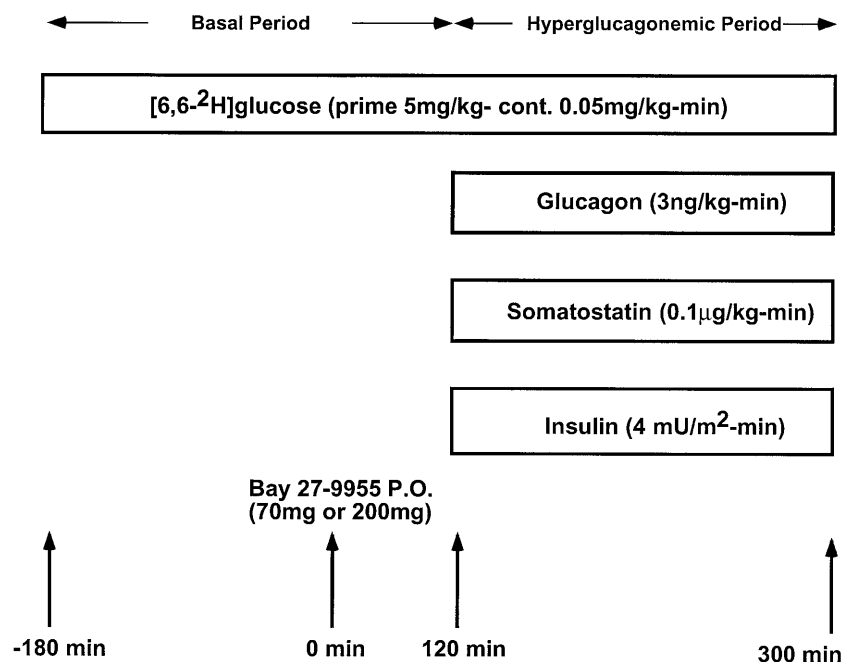 Basal Period
Hyperglucagonemic Period
[6,6-²H]glucose (prime 5mg/kg- cont. 0.05mg/kg-min)
Glucagon (3ng/kg-min)
Somatostatin (0.1μg/kg-min)
Insulin (4 mU/m²-min)
Bay 27-9955 P.O.
(70mg or 200mg)
-180 min
0 min
120 min
300 min